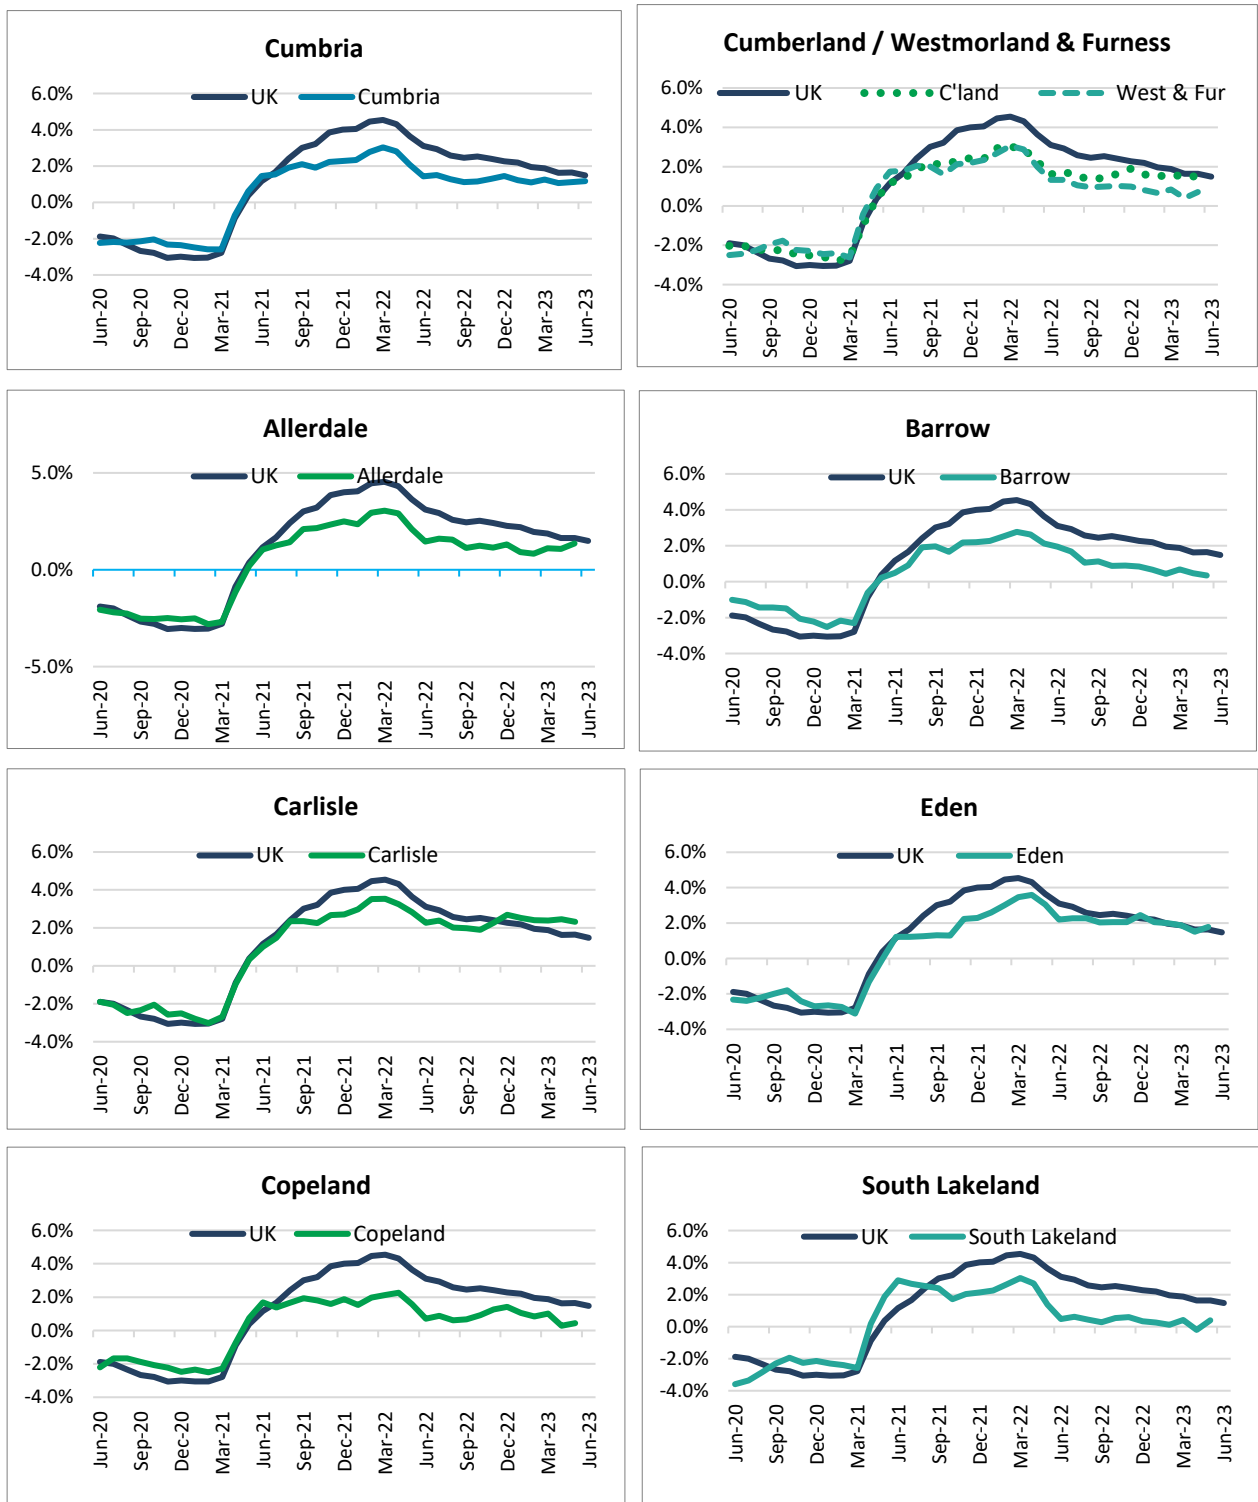 Cumbria
UK Cumbria
6.0%
4.0%
2.0%
0.0%
-2.0%
-4.0%
Jun-20 Sep-20 Dec-20 Mar-21 Jun-21 Sep-21 Dec-21 Mar-22 Jun-22 Sep-22 Dec-22 Mar-23 Jun-23
Cumberland / Westmorland & Furness
UK C'land West & Fur
6.0%
4.0%
2.0%
0.0%
-2.0%
-4.0%
Jun-20 Sep-20 Dec-20 Mar-21 Jun-21 Sep-21 Dec-21 Mar-22 Jun-22 Sep-22 Dec-22 Mar-23 Jun-23
Allerdale
UK Allerdale
5.0%
0.0%
-5.0%
Jun-20 Sep-20 Dec-20 Mar-21 Jun-21 Sep-21 Dec-21 Mar-22 Jun-22 Sep-22 Dec-22 Mar-23 Jun-23
Barrow
UK Barrow
6.0%
4.0%
2.0%
0.0%
-2.0%
-4.0%
Jun-20 Sep-20 Dec-20 Mar-21 Jun-21 Sep-21 Dec-21 Mar-22 Jun-22 Sep-22 Dec-22 Mar-23 Jun-23
Carlisle
UK Carlisle
6.0%
4.0%
2.0%
0.0%
-2.0%
-4.0%
Jun-20 Sep-20 Dec-20 Mar-21 Jun-21 Sep-21 Dec-21 Mar-22 Jun-22 Sep-22 Dec-22 Mar-23 Jun-23
Eden
UK Eden
6.0%
4.0%
2.0%
0.0%
-2.0%
-4.0%
Jun-20 Sep-20 Dec-20 Mar-21 Jun-21 Sep-21 Dec-21 Mar-22 Jun-22 Sep-22 Dec-22 Mar-23 Jun-23
Copeland
UK Copeland
6.0%
4.0%
2.0%
0.0%
-2.0%
-4.0%
Jun-20 Sep-20 Dec-20 Mar-21 Jun-21 Sep-21 Dec-21 Mar-22 Jun-22 Sep-22 Dec-22 Mar-23 Jun-23
South Lakeland
UK South Lakeland
6.0%
4.0%
2.0%
0.0%
-2.0%
-4.0%
Jun-20 Sep-20 Dec-20 Mar-21 Jun-21 Sep-21 Dec-21 Mar-22 Jun-22 Sep-22 Dec-22 Mar-23 Jun-23